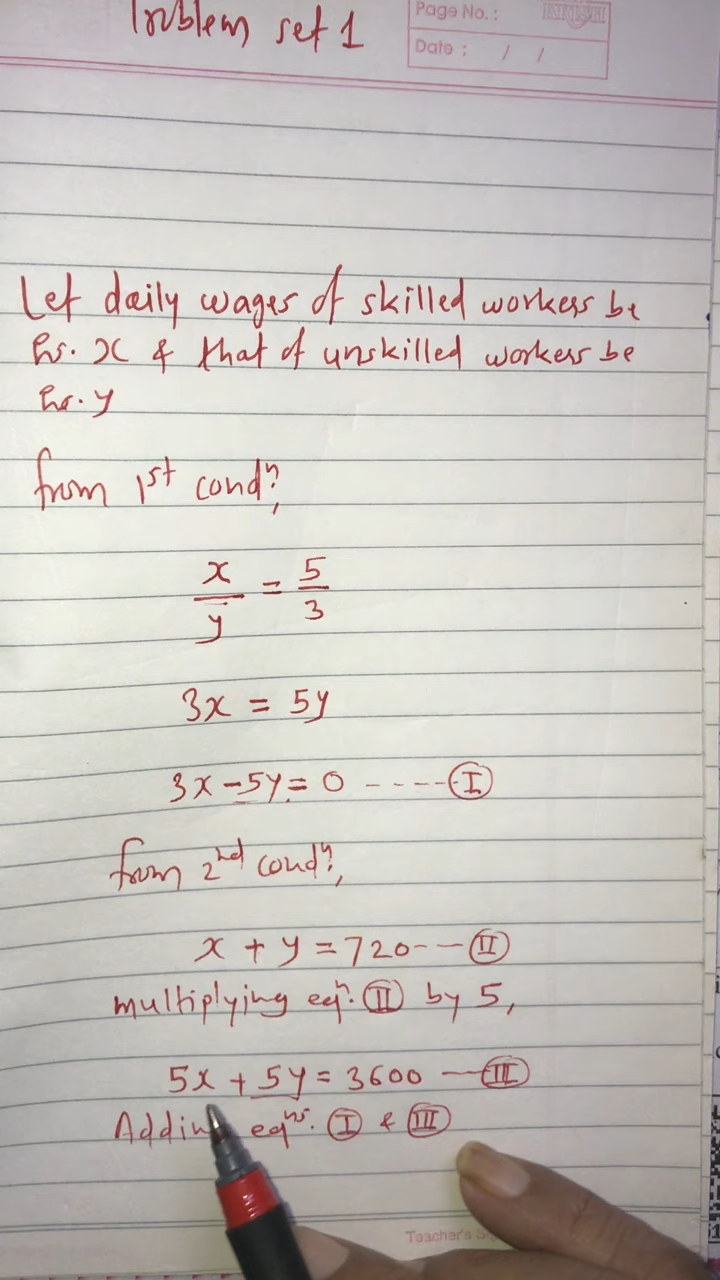 Problem set 1
Page No.:
Date : / /
Let daily wages of skilled workers be
Rs. x & that of unskilled workers be
Rs. y
from 1st condⁿ,
x/y = 5/3
3x = 5y
3x - 5y = 0 ----- (I)
from 2nd condⁿ,
x + y = 720 --- (II)
multiplying eqⁿ. (II) by 5,
5x + 5y = 3600 — (III)
Adding eqⁿˢ. (I) & (III)
Teacher's